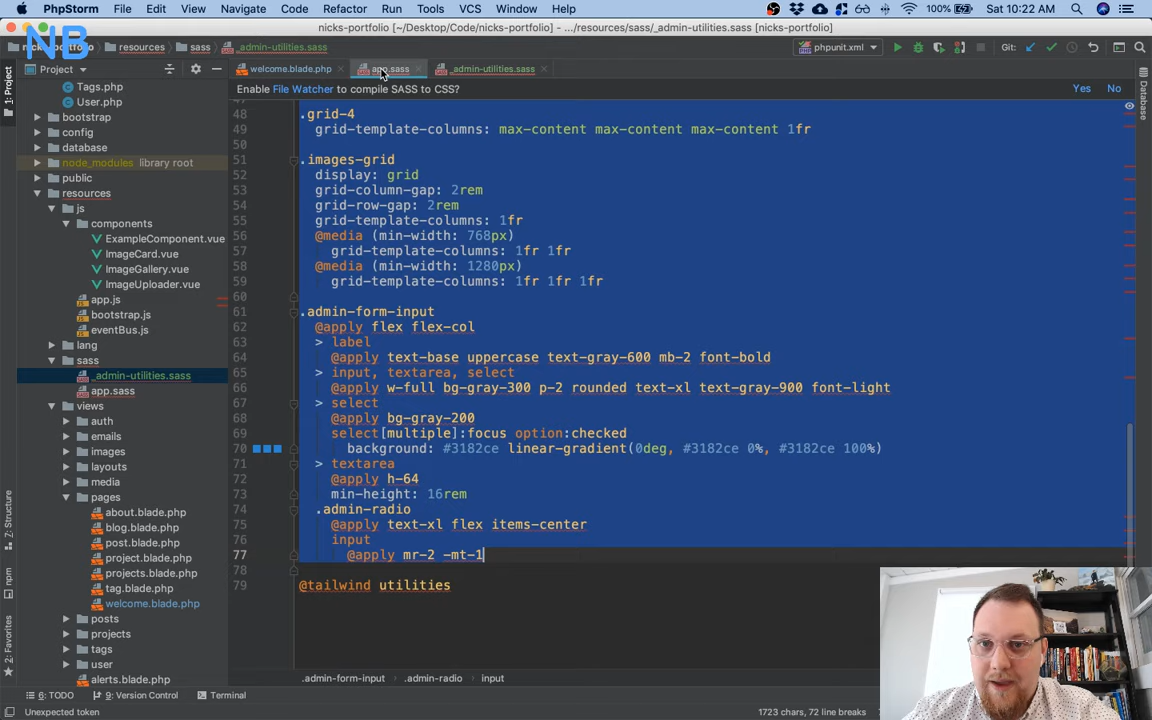 PhpStorm File Edit View Navigate Code Refactor Run Tools VCS Window Help 100% Sat 10:22 AM
nicks-portfolio [~/Desktop/Code/nicks-portfolio] - .../resources/sass/_admin-utilities.sass [nicks-portfolio]
NB
resources sass _admin-utilities.sass phpunit.xml Git:
Project welcome.blade.php app.sass _admin-utilities.sass
Enable File Watcher to compile SASS to CSS? Yes No
Tags.php
User.php
bootstrap
config
database
node_modules library root
public
resources
js
components
ExampleComponent.vue
ImageCard.vue
ImageGallery.vue
ImageUploader.vue
app.js
bootstrap.js
eventBus.js
lang
sass
_admin-utilities.sass
app.sass
views
auth
emails
images
layouts
media
pages
about.blade.php
blog.blade.php
post.blade.php
project.blade.php
projects.blade.php
tag.blade.php
welcome.blade.php
posts
projects
tags
user
alerts.blade.php
48 .grid-4
49 grid-template-columns: max-content max-content max-content 1fr
50
51 .images-grid
52 display: grid
53 grid-column-gap: 2rem
54 grid-row-gap: 2rem
55 grid-template-columns: 1fr
56 @media (min-width: 768px)
57 grid-template-columns: 1fr 1fr
58 @media (min-width: 1280px)
59 grid-template-columns: 1fr 1fr 1fr
60
61 .admin-form-input
62 @apply flex flex-col
63 > label
64 @apply text-base uppercase text-gray-600 mb-2 font-bold
65 > input, textarea, select
66 @apply w-full bg-gray-300 p-2 rounded text-xl text-gray-900 font-light
67 > select
68 @apply bg-gray-200
69 select[multiple]:focus option:checked
70 background: #3182ce linear-gradient(0deg, #3182ce 0%, #3182ce 100%)
71 > textarea
72 @apply h-64
73 min-height: 16rem
74 .admin-radio
75 @apply text-xl flex items-center
76 input
77 @apply mr-2 -mt-1
78
79 @tailwind utilities
.admin-form-input .admin-radio input
1: Project
7: Structure
npm
2: Favorites
Database
6: TODO 9: Version Control Terminal
Unexpected token 1723 chars, 72 line breaks